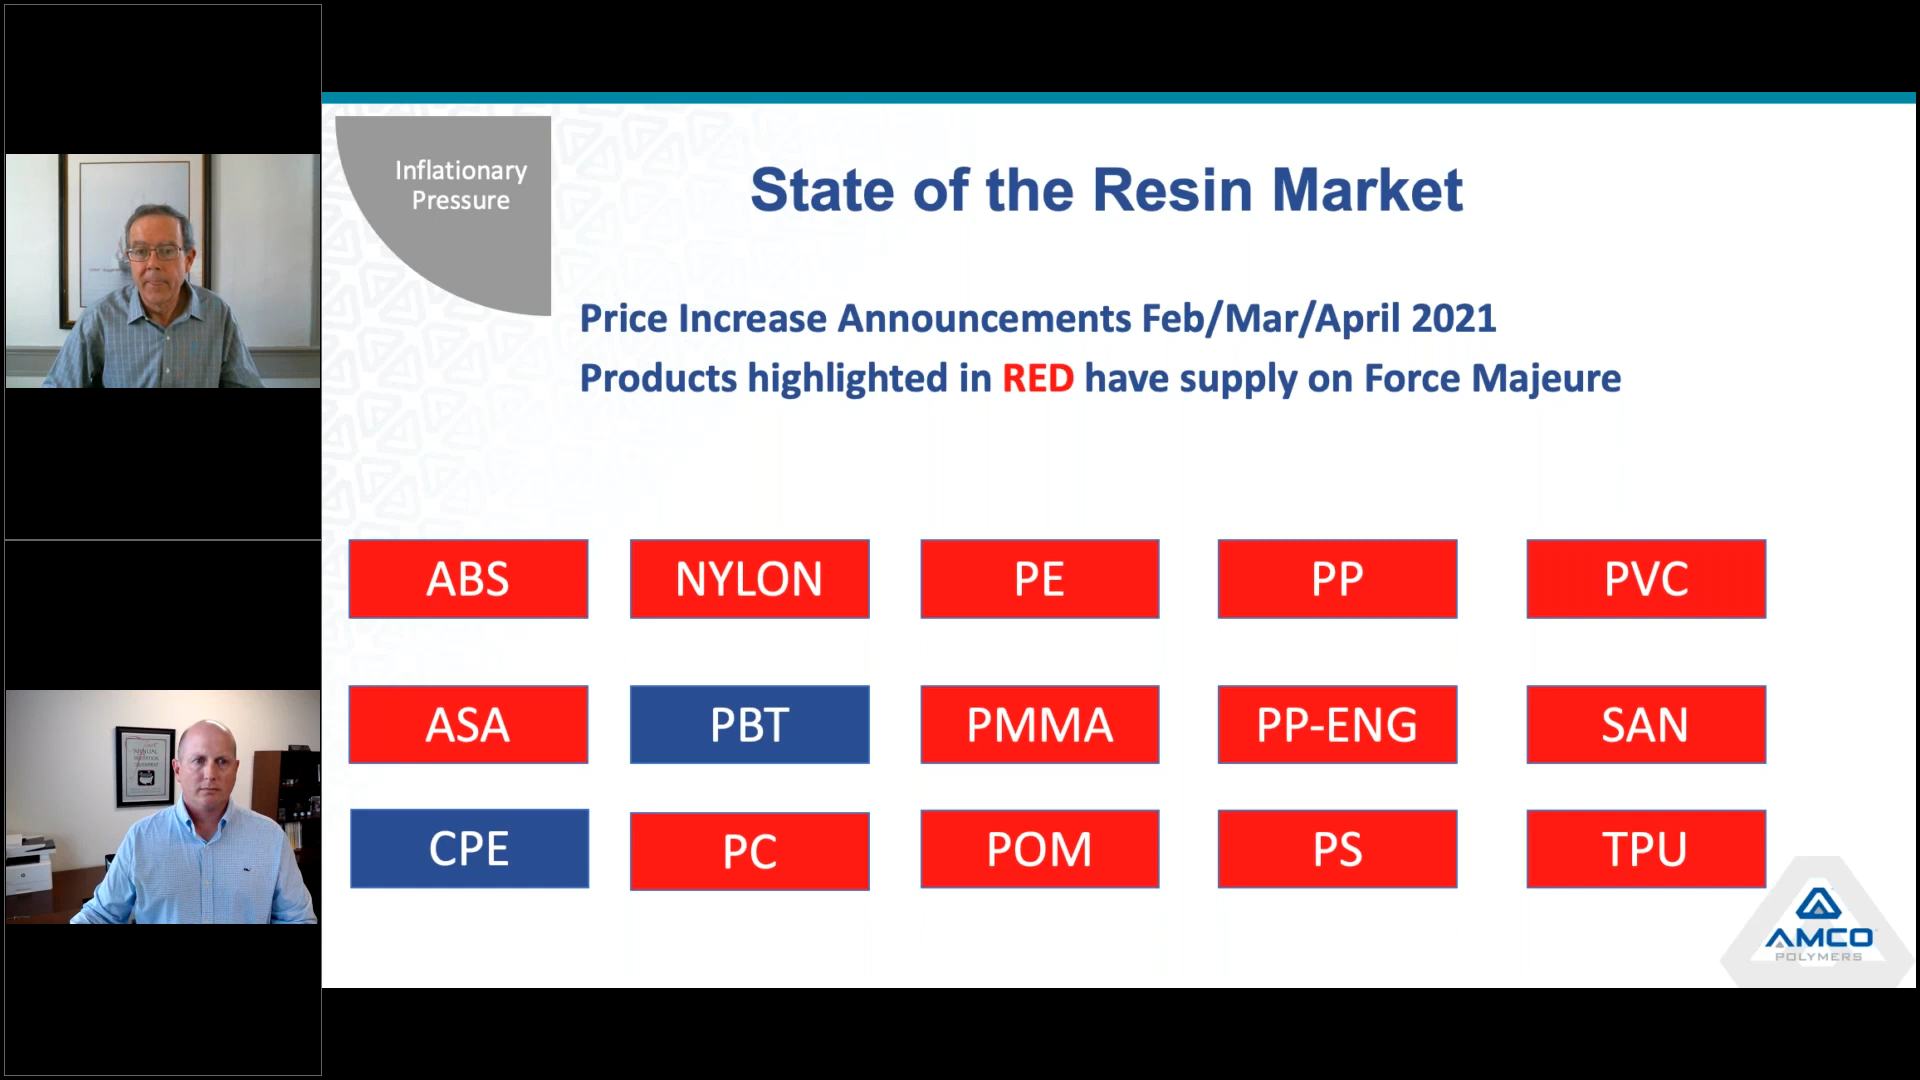 Inflationary
Pressure
State of the Resin Market
Price Increase Announcements Feb/Mar/April 2021
Products highlighted in RED have supply on Force Majeure
ABS
NYLON
PE
PP
PVC
ASA
PBT
PMMA
PP-ENG
SAN
CPE
PC
POM
PS
TPU
AMCO
POLYMERS
ANNUAL